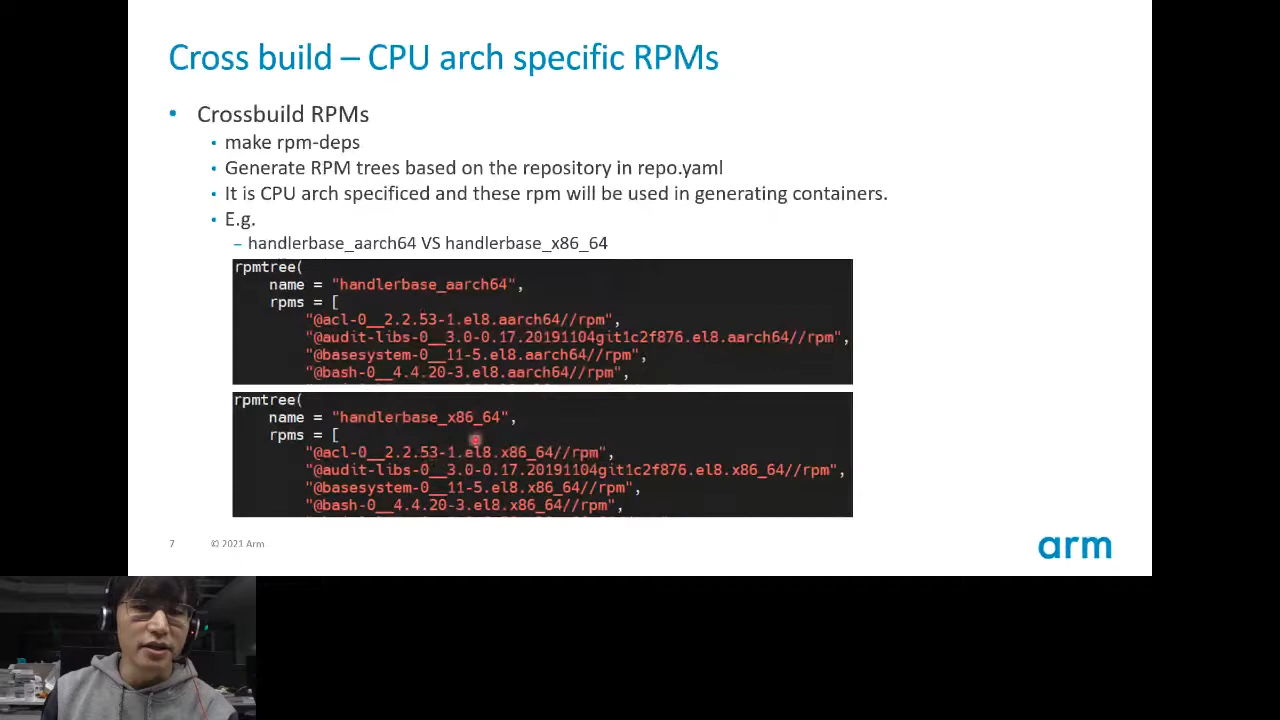 Cross build – CPU arch specific RPMs
• Crossbuild RPMs
• make rpm-deps
• Generate RPM trees based on the repository in repo.yaml
• It is CPU arch specificed and these rpm will be used in generating containers.
• E.g.
– handlerbase_aarch64 VS handlerbase_x86_64
rpmtree(
name = "handlerbase_aarch64",
rpms = [
"@acl-0__2.2.53-1.el8.aarch64//rpm",
"@audit-libs-0__3.0-0.17.20191104git1c2f876.el8.aarch64//rpm",
"@basesystem-0__11-5.el8.aarch64//rpm",
"@bash-0__4.4.20-3.el8.aarch64//rpm",
rpmtree(
name = "handlerbase_x86_64",
rpms = [
"@acl-0__2.2.53-1.el8.x86_64//rpm",
"@audit-libs-0__3.0-0.17.20191104git1c2f876.el8.x86_64//rpm",
"@basesystem-0__11-5.el8.x86_64//rpm",
"@bash-0__4.4.20-3.el8.x86_64//rpm",
7 © 2021 Arm
arm